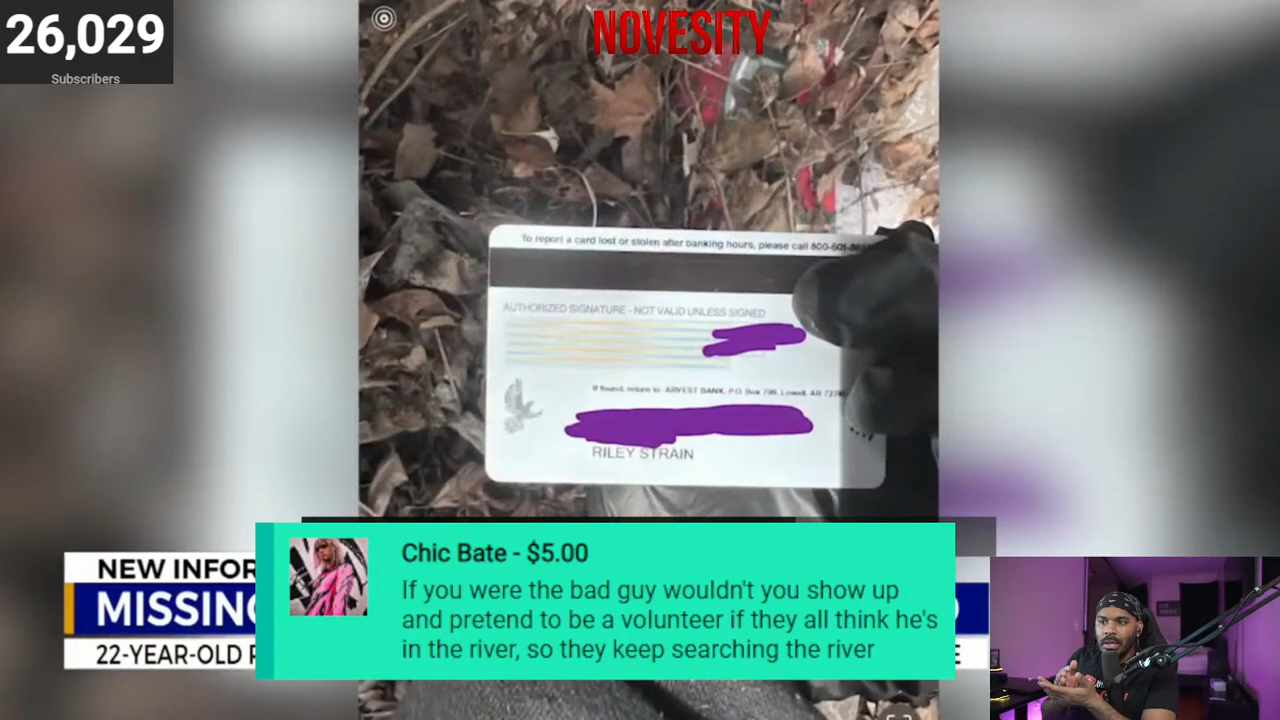 26,029
Subscribers
NOVESITY
To report a card lost or stolen after banking hours, please call 800-601-
AUTHORIZED SIGNATURE - NOT VALID UNLESS SIGNED
If found, return to- ARVEST BANK, P.O. Box 799, Lowell, AR
RILEY STRAIN
Chic Bate - $5.00
If you were the bad guy wouldn't you show up
and pretend to be a volunteer if they all think he's
in the river, so they keep searching the river
NEW INFOR
MISSING
22-YEAR-OLD